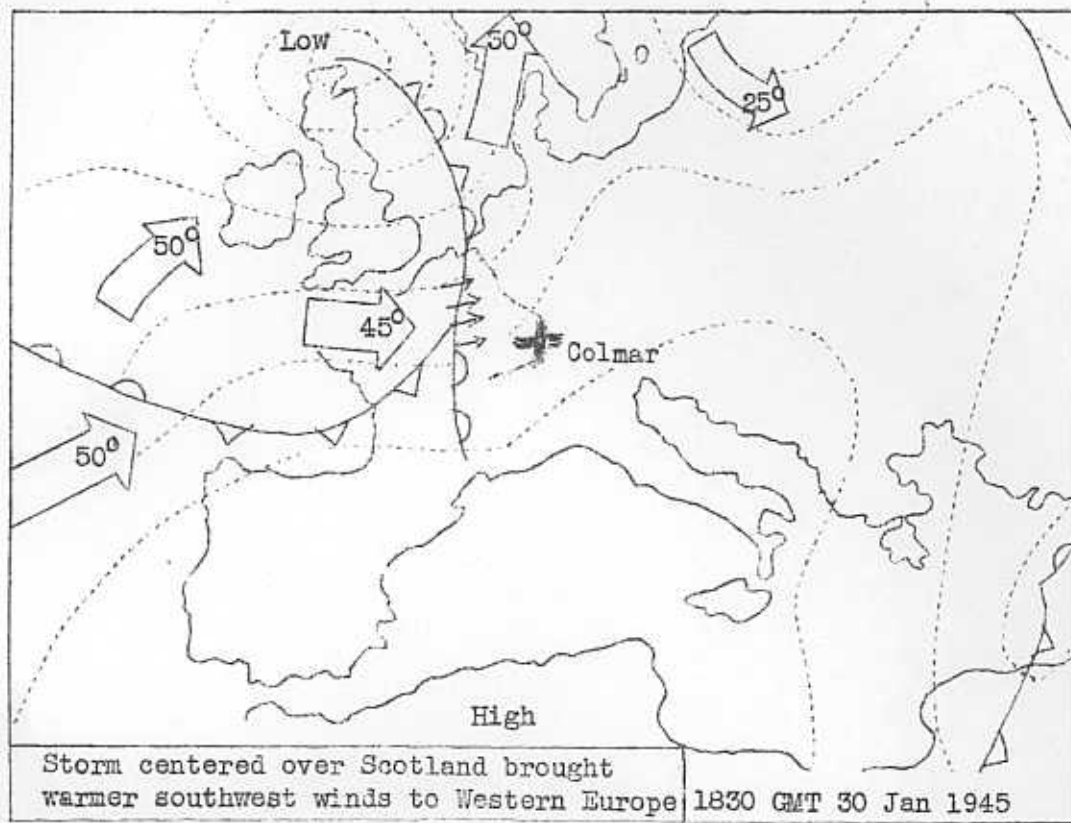 Low
30°
25°
50°
45°
Colmar
50°
High
Storm centered over Scotland brought
warmer southwest winds to Western Europe
1830 GMT 30 Jan 1945